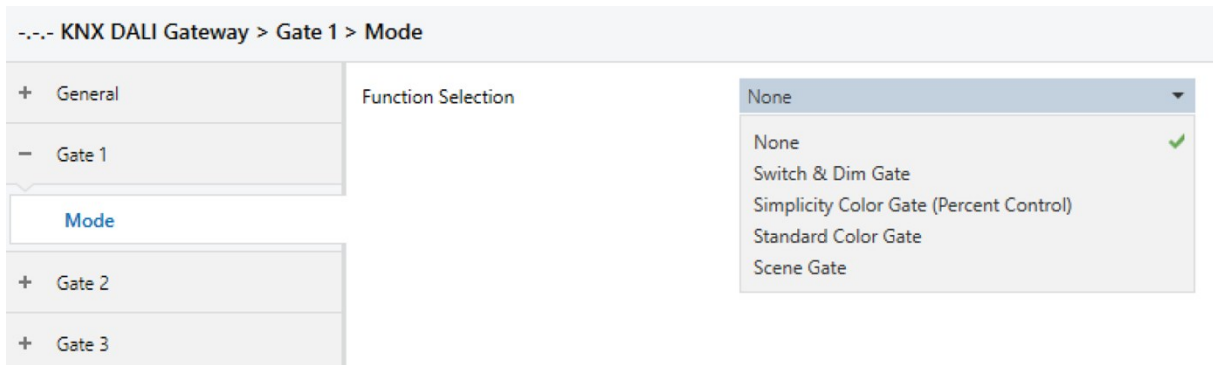 -.-.- KNX DALI Gateway > Gate 1 > Mode
+ General
Function Selection
None
None
Switch & Dim Gate
Simplicity Color Gate (Percent Control)
Standard Color Gate
Scene Gate
– Gate 1
Mode
+ Gate 2
+ Gate 3